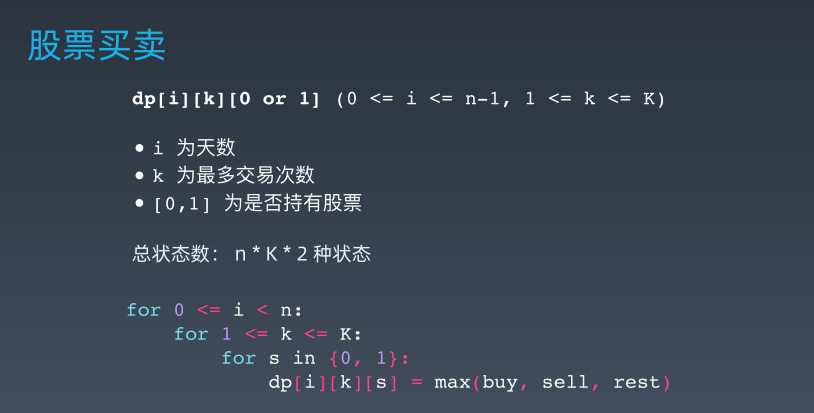 股票买卖
dp[i][k][0 or 1] (0 <= i <= n-1, 1 <= k <= K)
• i 为天数
• k 为最多交易次数
• [0,1] 为是否持有股票
总状态数： n * K * 2 种状态
for 0 <= i < n:
    for 1 <= k <= K:
        for s in {0, 1}:
            dp[i][k][s] = max(buy, sell, rest)